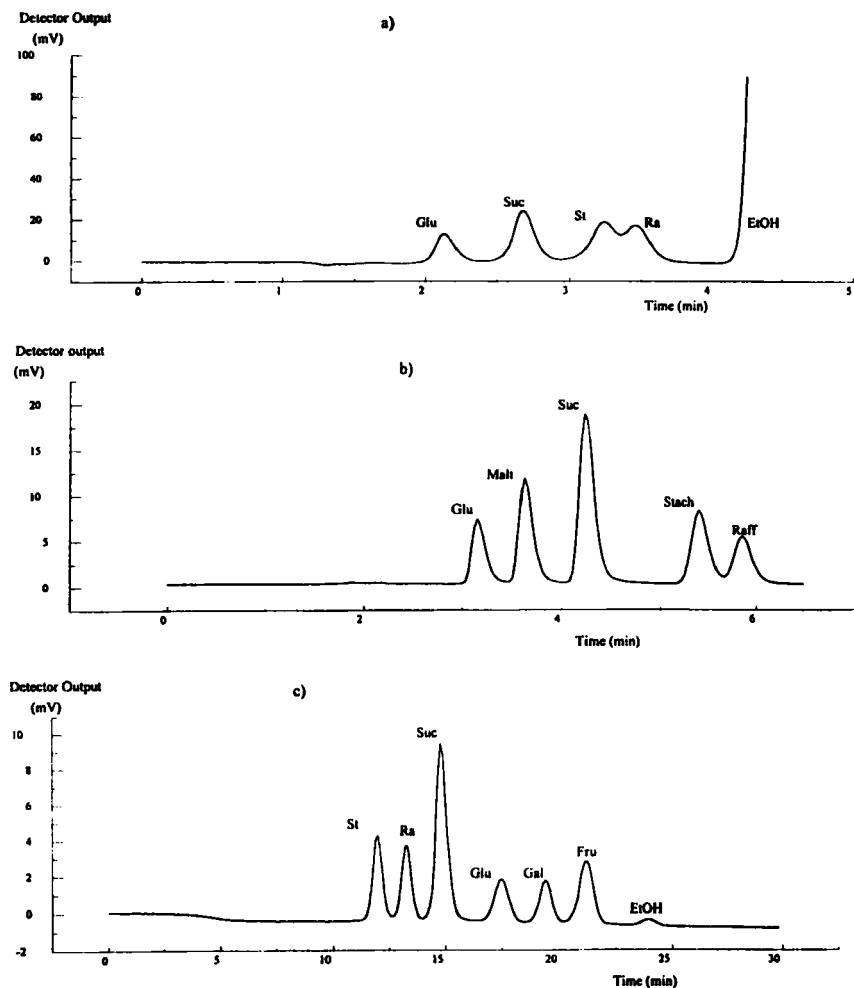 Detector Output
(mV)
a)
100
80
60
40
20
0
Glu
Suc
St
Ra
EtOH
0 1 2 3 4 5
Time (min)
Detector output
(mV)
b)
20
15
10
5
0
Glu
Malt
Suc
Stach
Raff
0 2 4 6
Time (min)
Detector Output
(mV)
c)
10
8
6
4
2
0
-2
St
Ra
Suc
Glu
Gal
Fru
EtOH
0 5 10 15 20 25 30
Time (min)